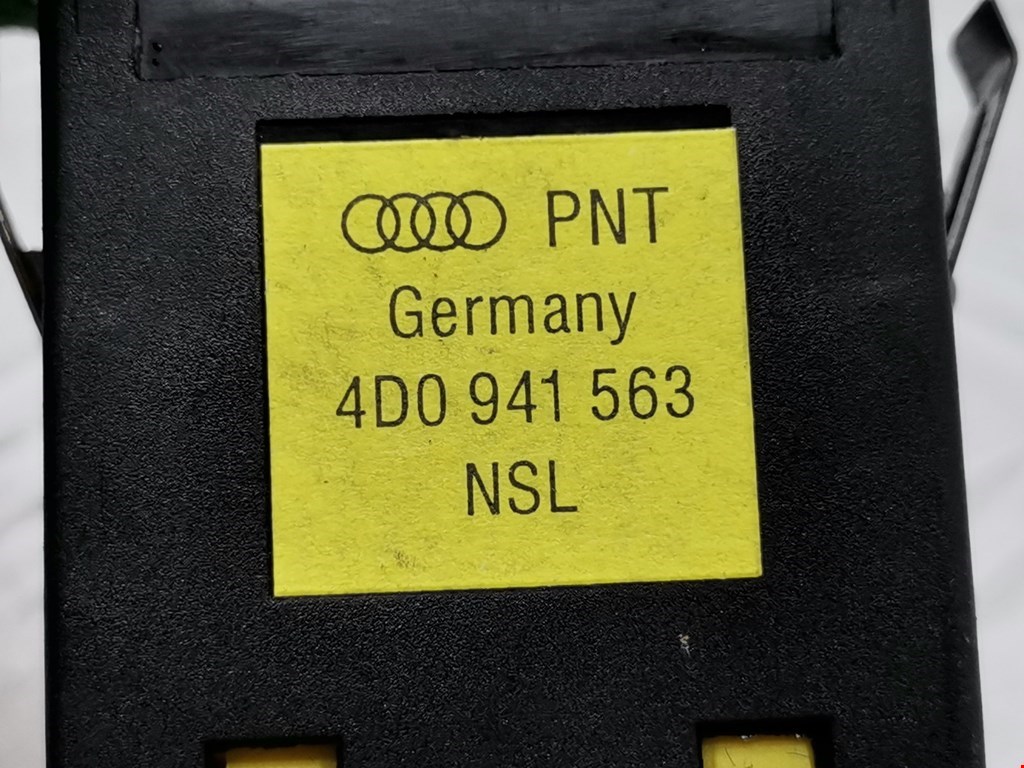 PNT
Germany
4D0 941 563
NSL